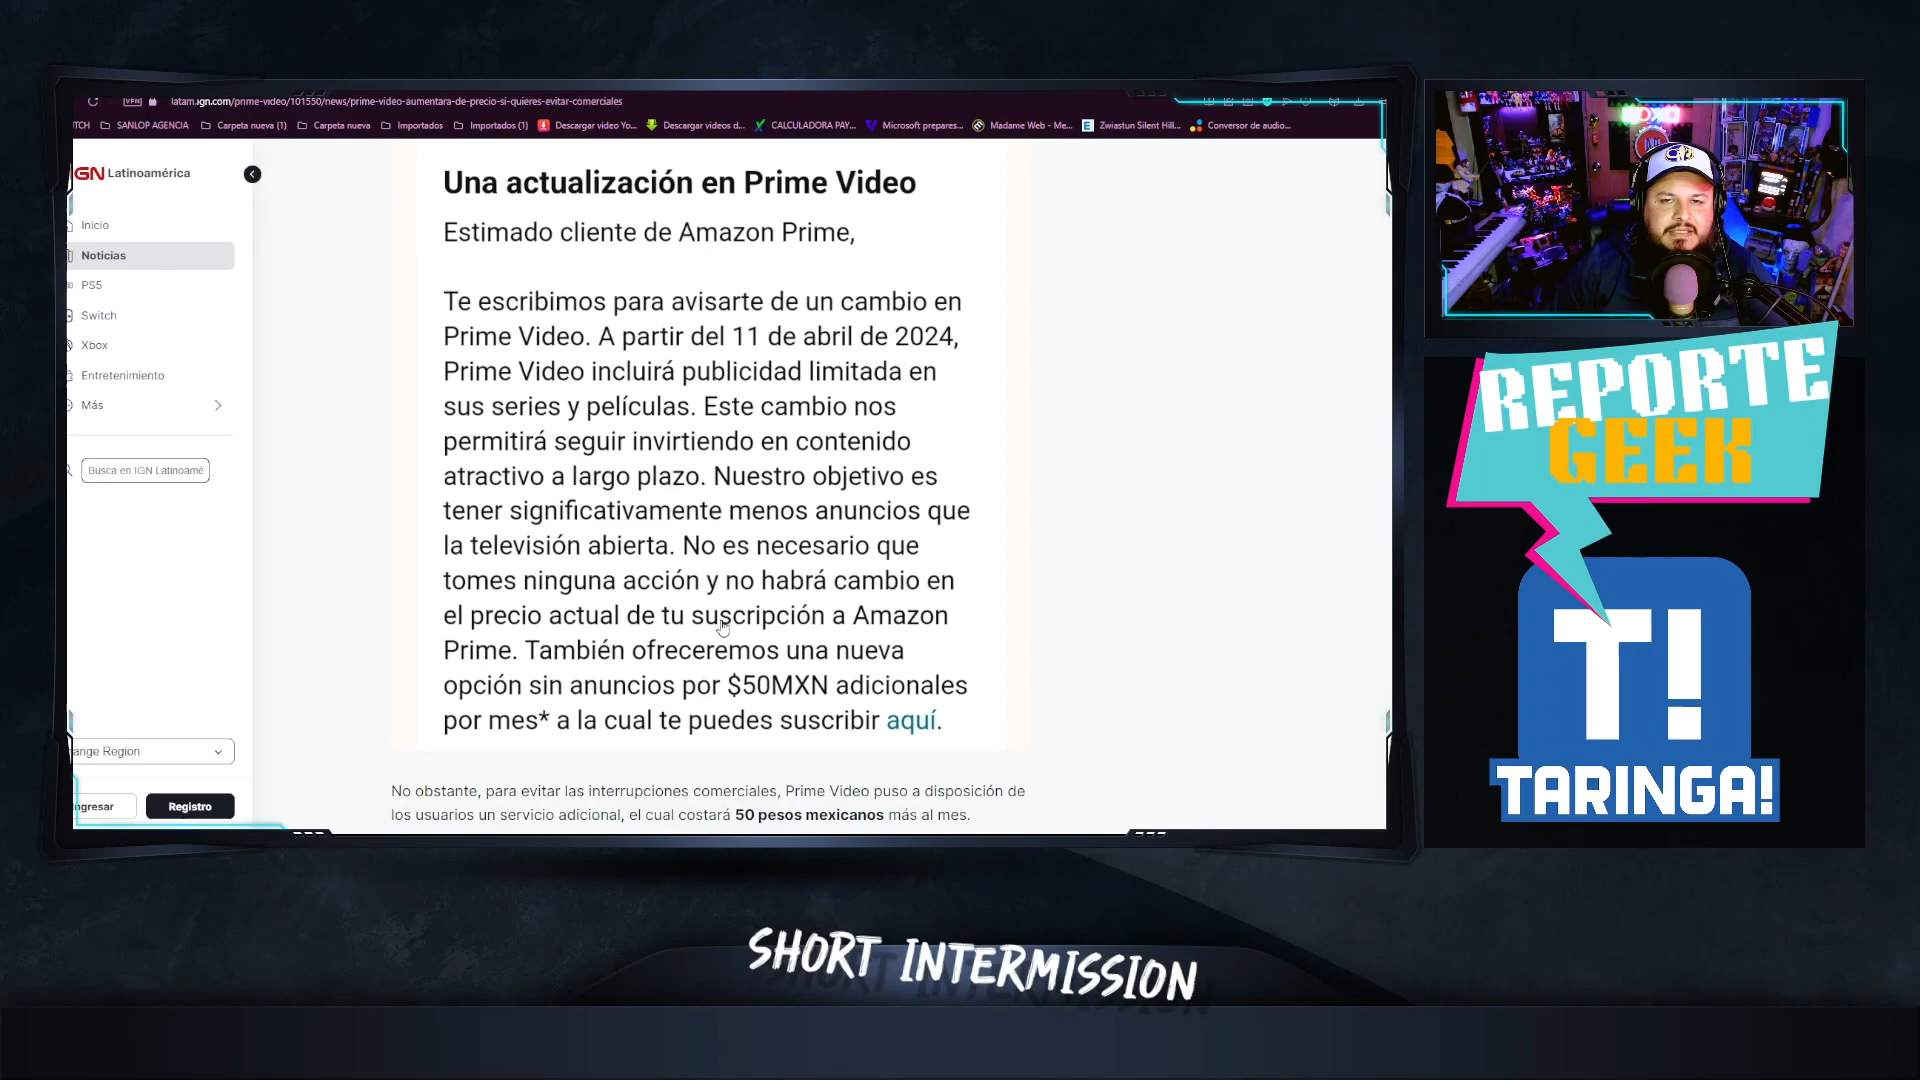 latam.ign.com/prime-video/101550/news/prime-video-aumentara-de-precio-si-quieres-evitar-comerciales
SANLOP AGENCIA
Carpeta nueva (1)
Carpeta nueva
Importados
Importados (1)
Descargar video Yo...
Descargar videos d...
CALCULADORA PAY...
Microsoft prepares...
Madame Web - Me...
Zwiastun Silent Hill...
Conversor de audio...
IGN Latinoamérica
Inicio
Noticias
PS5
Switch
Xbox
Entretenimiento
Más
Busca en IGN Latinoamé
ange Region
ngresar
Registro
Una actualización en Prime Video
Estimado cliente de Amazon Prime,
Te escribimos para avisarte de un cambio en
Prime Video. A partir del 11 de abril de 2024,
Prime Video incluirá publicidad limitada en
sus series y películas. Este cambio nos
permitirá seguir invirtiendo en contenido
atractivo a largo plazo. Nuestro objetivo es
tener significativamente menos anuncios que
la televisión abierta. No es necesario que
tomes ninguna acción y no habrá cambio en
el precio actual de tu suscripción a Amazon
Prime. También ofreceremos una nueva
opción sin anuncios por $50MXN adicionales
por mes* a la cual te puedes suscribir aquí.
No obstante, para evitar las interrupciones comerciales, Prime Video puso a disposición de
los usuarios un servicio adicional, el cual costará 50 pesos mexicanos más al mes.
REPORTE
GEEK
T!
TARINGA!
SHORT INTERMISSION